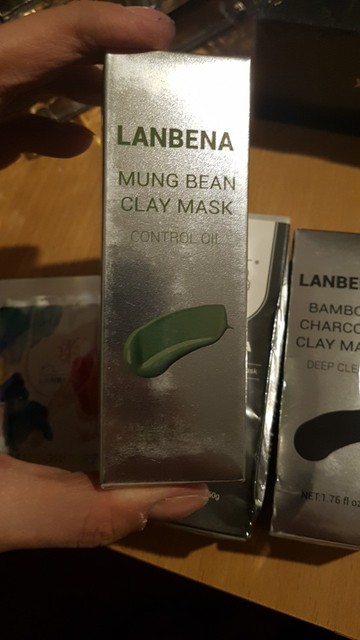 LANBENA
MUNG BEAN
CLAY MASK
CONTROL OIL
LANBE
BAMBO
CHARCO
CLAY MA
DEEP CLE
NET 1.76 fl oz